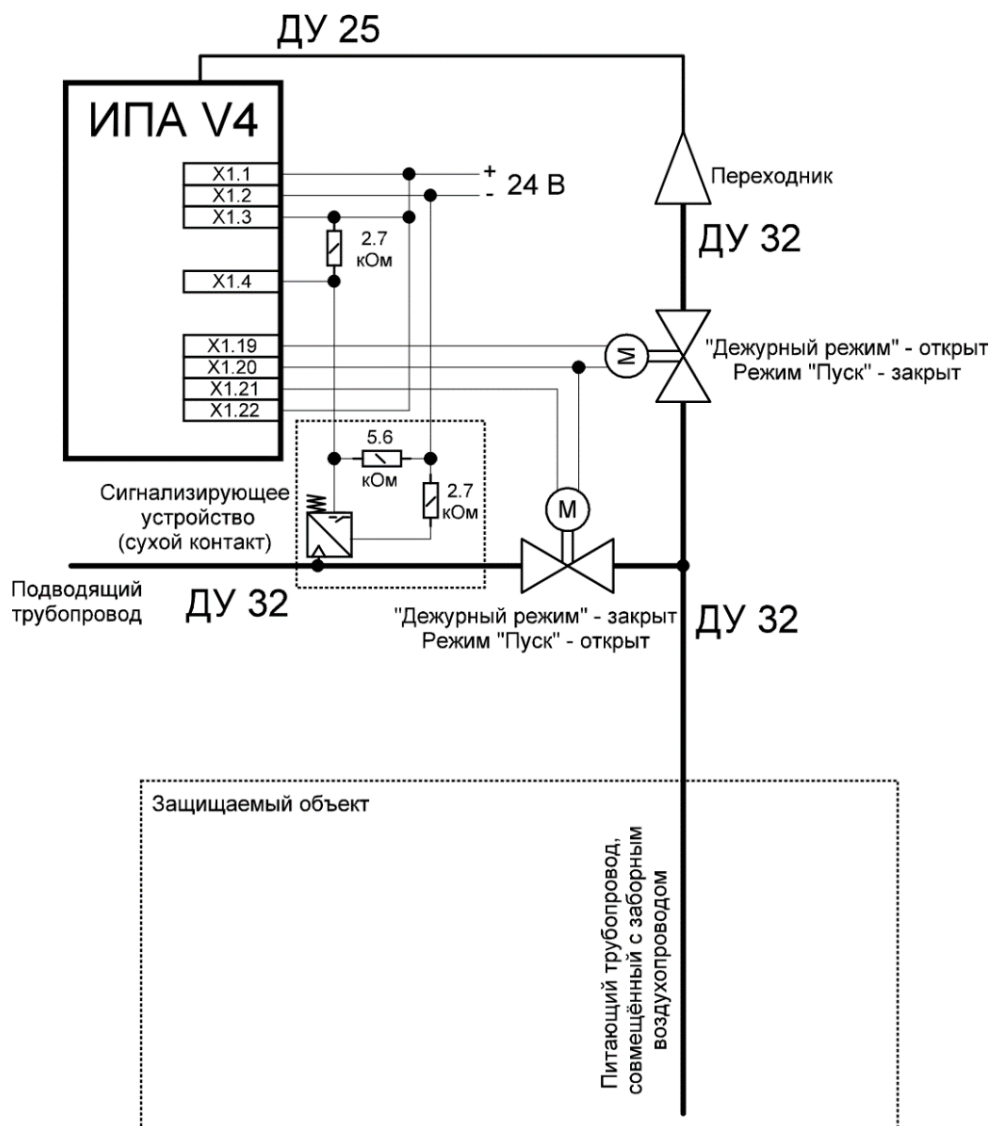 ДУ 25
ИПА V4
X1.1
X1.2
X1.3
X1.4
X1.19
X1.20
X1.21
X1.22
+
- 24 В
2.7
кОм
Переходник
ДУ 32
М
"Дежурный режим" - открыт
Режим "Пуск" - закрыт
5.6
кОм
2.7
кОм
Сигнализирующее
устройство
(сухой контакт)
М
Подводящий
трубопровод
ДУ 32
"Дежурный режим" - закрыт
Режим "Пуск" - открыт
ДУ 32
Защищаемый объект
Питающий трубопровод,
совмещённый с заборным
воздухопроводом